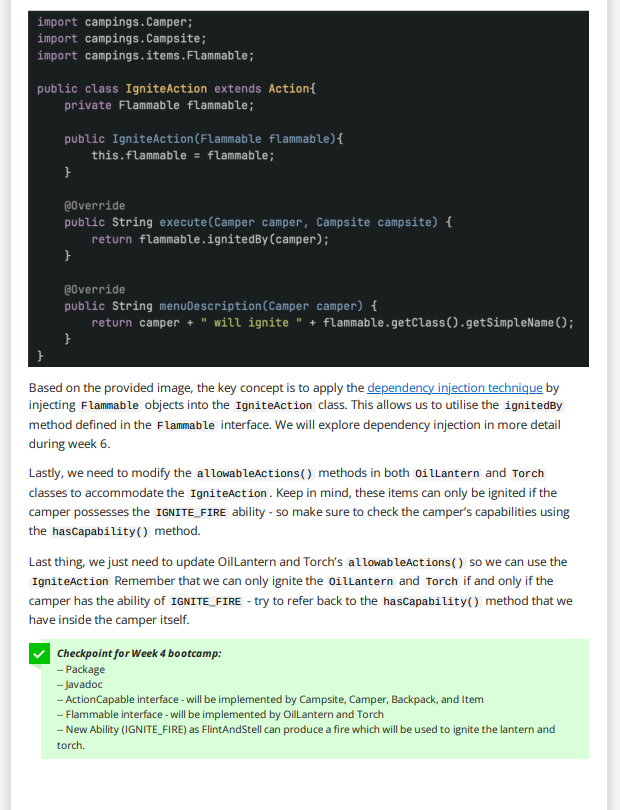 import campings.Camper;
import campings.Campsite;
import campings.items.Flammable;
public class IgniteAction extends Action{
private Flammable flammable;
public IgniteAction(Flammable flammable){
this.flammable = flammable;
}
@Override
public String execute(Camper camper, Campsite campsite) {
return flammable.ignitedBy(camper);
}
@Override
public String menuDescription(Camper camper) {
return camper + " will ignite " + flammable.getClass().getSimpleName();
}
}
Based on the provided image, the key concept is to apply the dependency injection technique by
injecting Flammable objects into the IgniteAction class. This allows us to utilise the ignitedBy
method defined in the Flammable interface. We will explore dependency injection in more detail
during week 6.
Lastly, we need to modify the allowableActions() methods in both OilLantern and Torch
classes to accommodate the IgniteAction. Keep in mind, these items can only be ignited if the
camper possesses the IGNITE_FIRE ability - so make sure to check the camper's capabilities using
the hasCapability() method.
Last thing, we just need to update OilLantern and Torch's allowableActions() so we can use the
IgniteAction Remember that we can only ignite the OilLantern and Torch if and only if the
camper has the ability of IGNITE_FIRE - try to refer back to the hasCapability() method that we
have inside the camper itself.
Checkpoint for Week 4 bootcamp:
-- Package
-- Javadoc
-- ActionCapable interface - will be implemented by Campsite, Camper, Backpack, and Item
-- Flammable interface - will be implemented by OilLantern and Torch
-- New Ability (IGNITE_FIRE) as FlintAndStell can produce a fire which will be used to ignite the lantern and
torch.